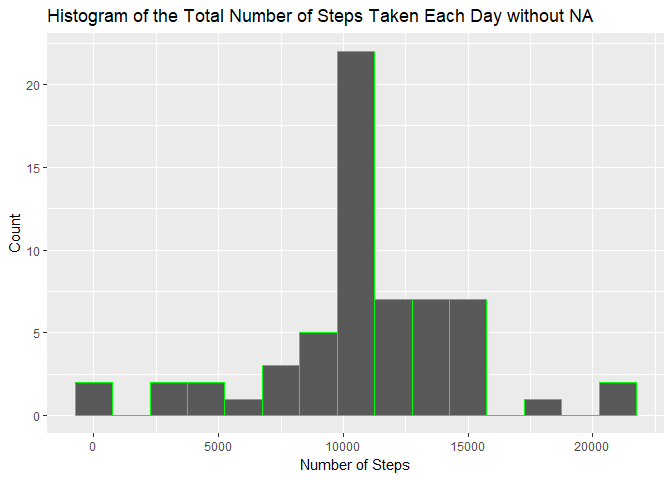 Histogram of the Total Number of Steps Taken Each Day without NA
Count
20
15
10
5
0
0 5000 10000 15000 20000
Number of Steps